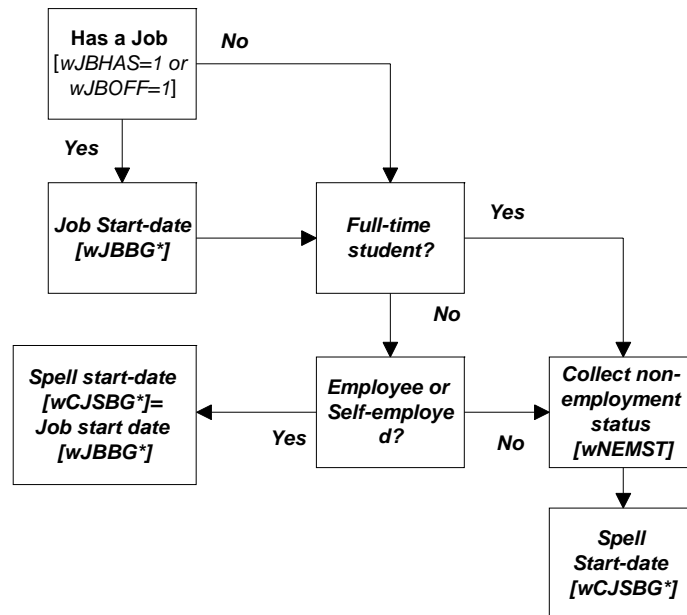 Has a Job
[wJBHAS=1 or
wJBOFF=1]
No
Yes
Job Start-date
[wJBBG*]
Full-time
student?
Yes
No
Spell start-date
[wCJSBG*]=
Job start date
[wJBBG*]
Yes
Employee or
Self-employe
d?
No
Collect non-
employment
status
[wNEMST]
Spell
Start-date
[wCJSBG*]